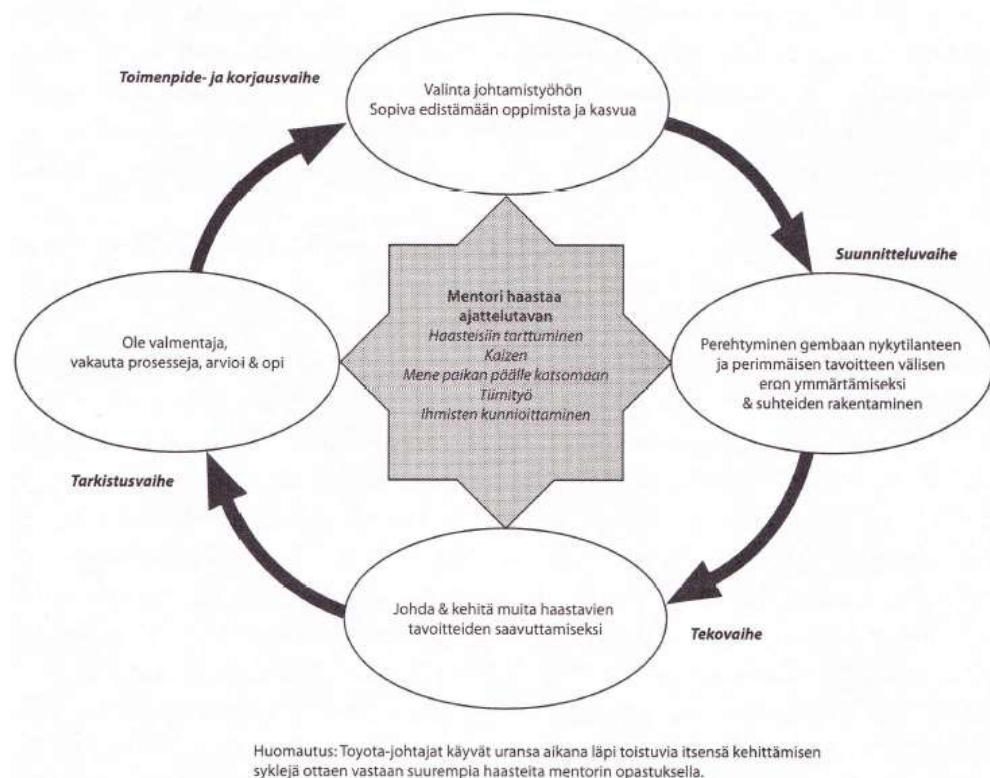 Toimenpide- ja korjausvaihe
Valinta johtamistyöhön
Sopiva edistämään oppimista ja kasvua
Suunnitteluvaihe
Mentori haastaa
ajattelutavan
Haasteisiin tarttuminen
Kaizen
Mene paikan päälle katsomaan
Tiimityö
Ihmisten kunnioittaminen
Ole valmentaja,
vakauta prosesseja, arvioi & opi
Perehtyminen gembaan nykytilanteen
ja perimmäisen tavoitteen välisen
eron ymmärtämiseksi
& suhteiden rakentaminen
Tarkistusvaihe
Johda & kehitä muita haastavien
tavoitteiden saavuttamiseksi
Tekovaihe
Huomautus: Toyota-johtajat käyvät uransa aikana läpi toistuvia itsensä kehittämisen
syklejä ottaen vastaan suurempia haasteita mentorin opastuksella.